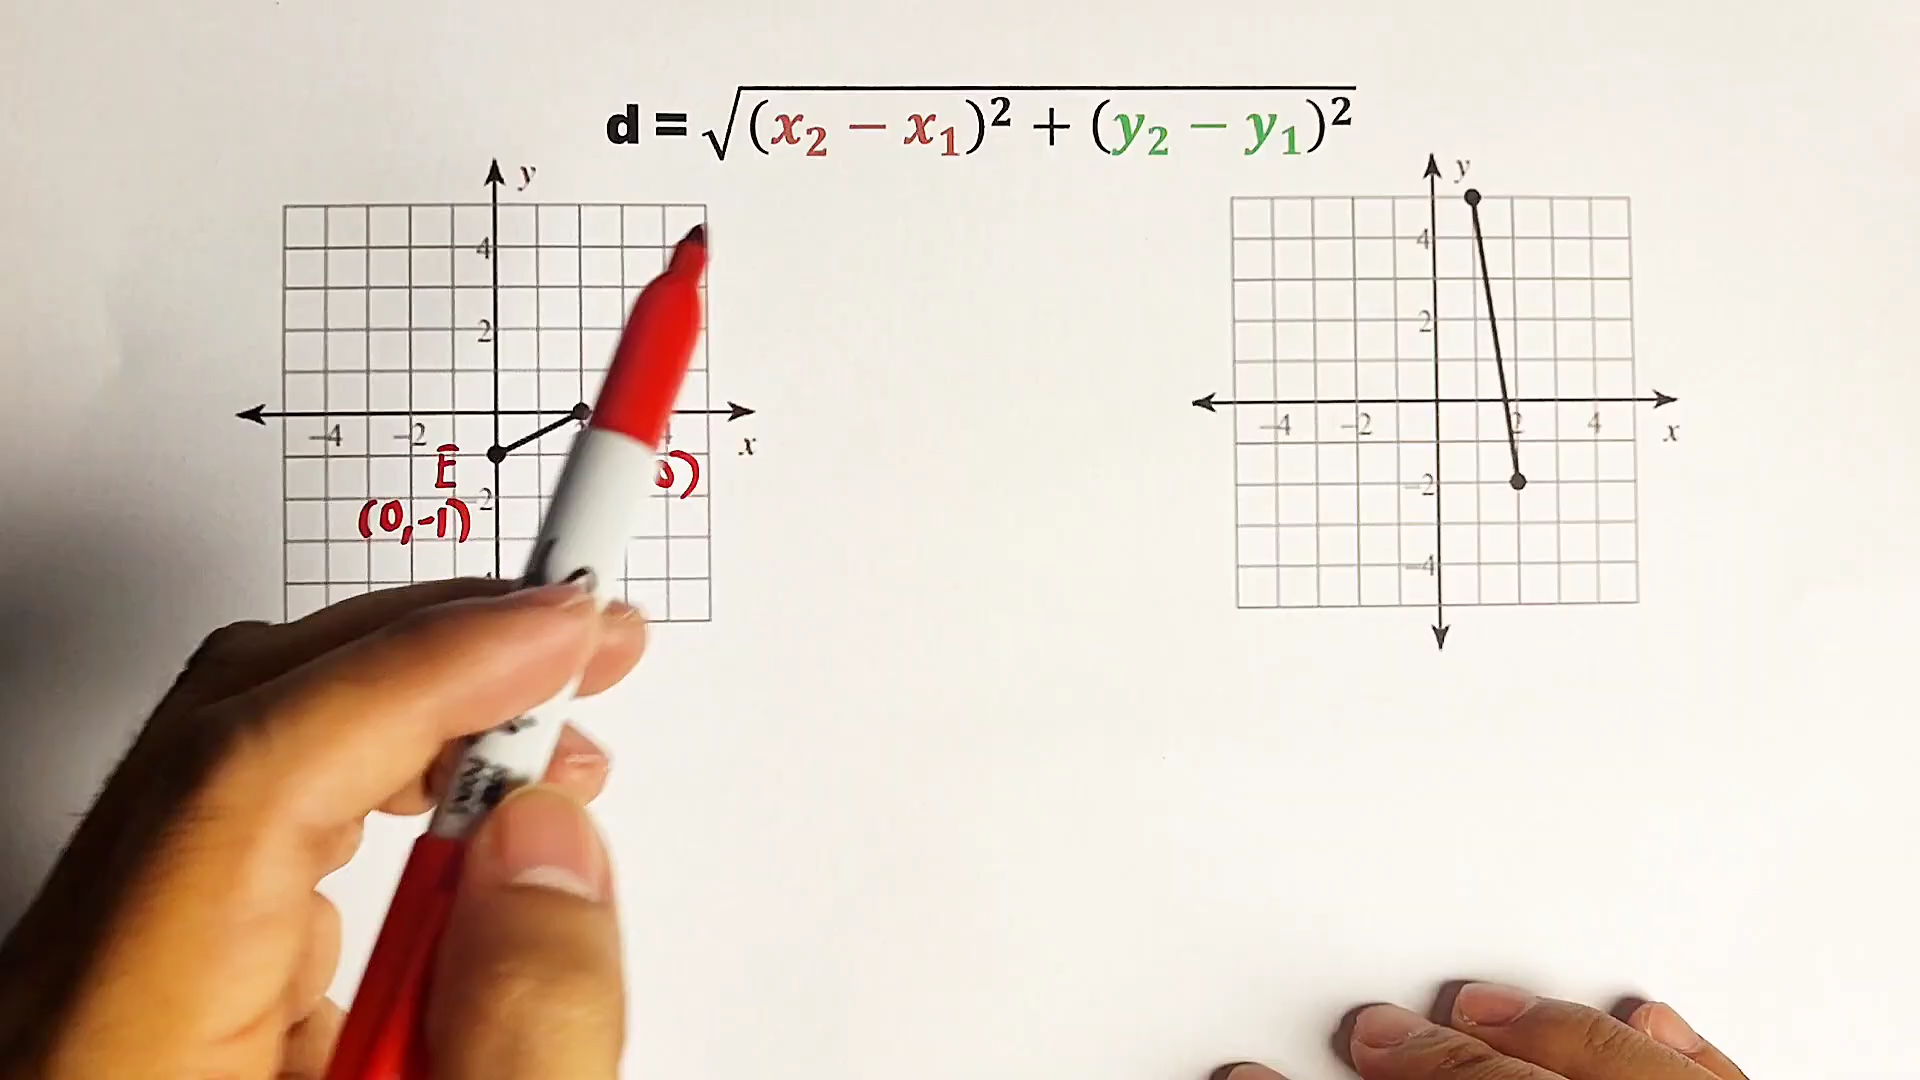 d = √(x₂ − x₁)² + (y₂ − y₁)²
y
4
2
−4 −2
x
E
0)
(0,-1)
−2
y
4
2
−4 −2 2 4
x
−2
−4